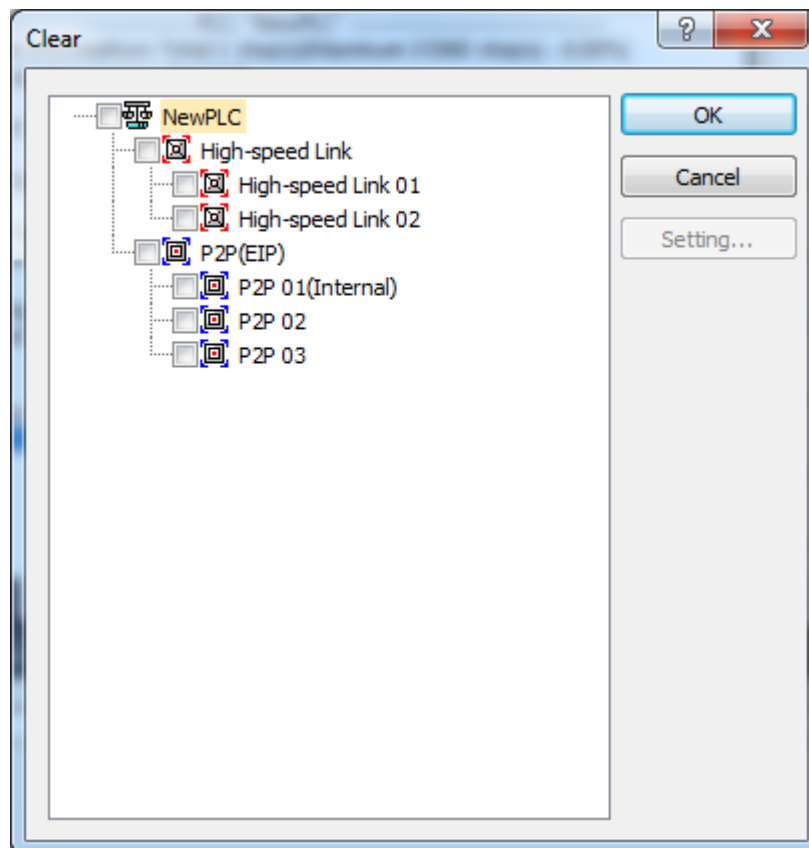 Clear
NewPLC
High-speed Link
High-speed Link 01
High-speed Link 02
P2P(EIP)
P2P 01(Internal)
P2P 02
P2P 03
OK
Cancel
Setting...